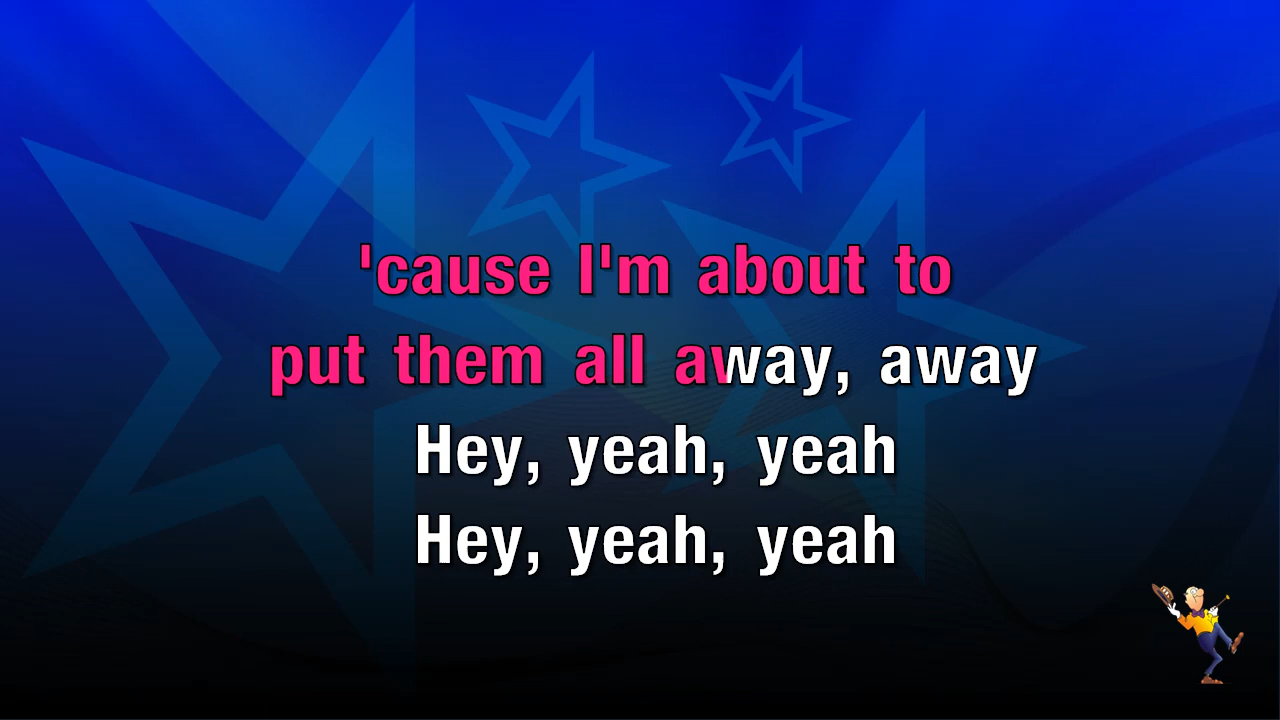 'cause I'm about to
put them all away, away
Hey, yeah, yeah
Hey, yeah, yeah